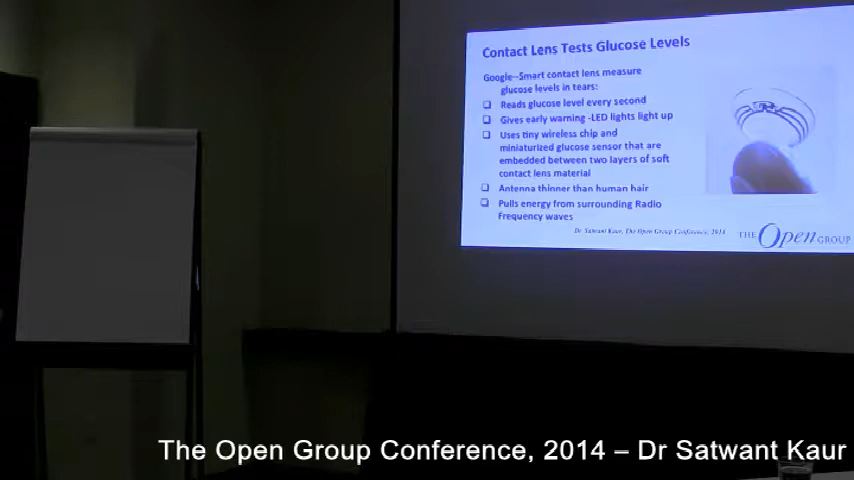 Contact Lens Tests Glucose Levels
Google--Smart contact lens measure
glucose levels in tears:
Reads glucose level every second
Gives early warning -LED lights light up
Uses tiny wireless chip and
miniaturized glucose sensor that are
embedded between two layers of soft
contact lens material
Antenna thinner than human hair
Pulls energy from surrounding Radio
Frequency waves
Dr Satwant Kaur, The Open Group Conference, 2014
THE Open GROUP
The Open Group Conference, 2014 – Dr Satwant Kaur